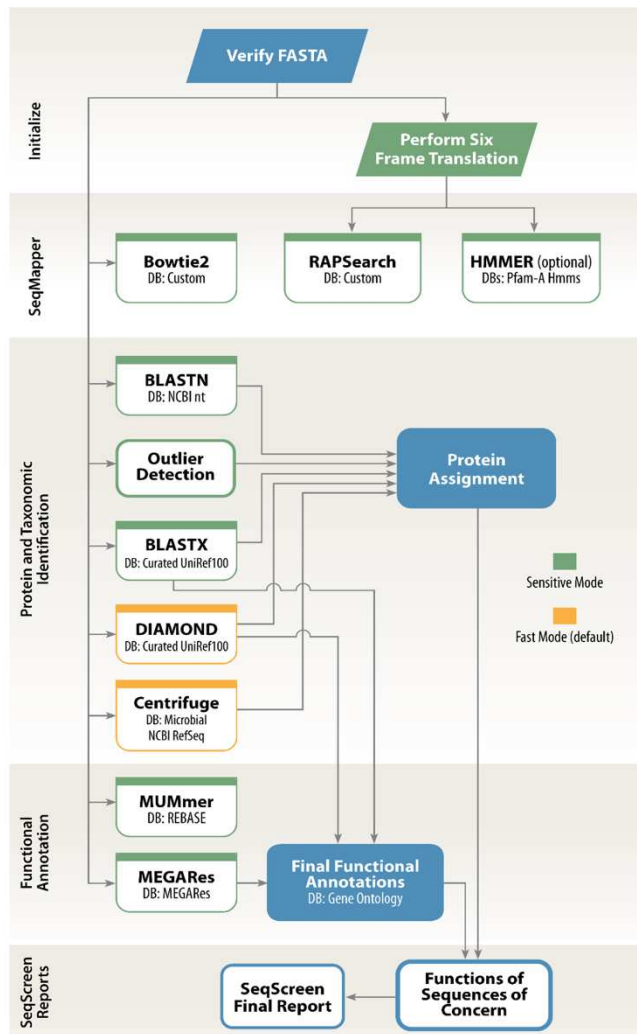 Verify FASTA
Perform Six
Frame Translation
Initialize
Bowtie2
DB: Custom
RAPSearch
DB: Custom
HMMER (optional)
DBs: Pfam-A Hmms
SeqMapper
BLASTN
DB: NCBI nt
Outlier
Detection
BLASTX
DB: Curated UniRef100
DIAMOND
DB: Curated UniRef100
Centrifuge
DB: Microbial
NCBI RefSeq
Protein
Assignment
Sensitive Mode
Fast Mode (default)
Protein and Taxonomic
Identification
MUMmer
DB: REBASE
MEGARes
DB: MEGARes
Final Functional
Annotations
DB: Gene Ontology
Functional
Annotation
SeqScreen
Final Report
Functions of
Sequences of
Concern
SeqScreen
Reports